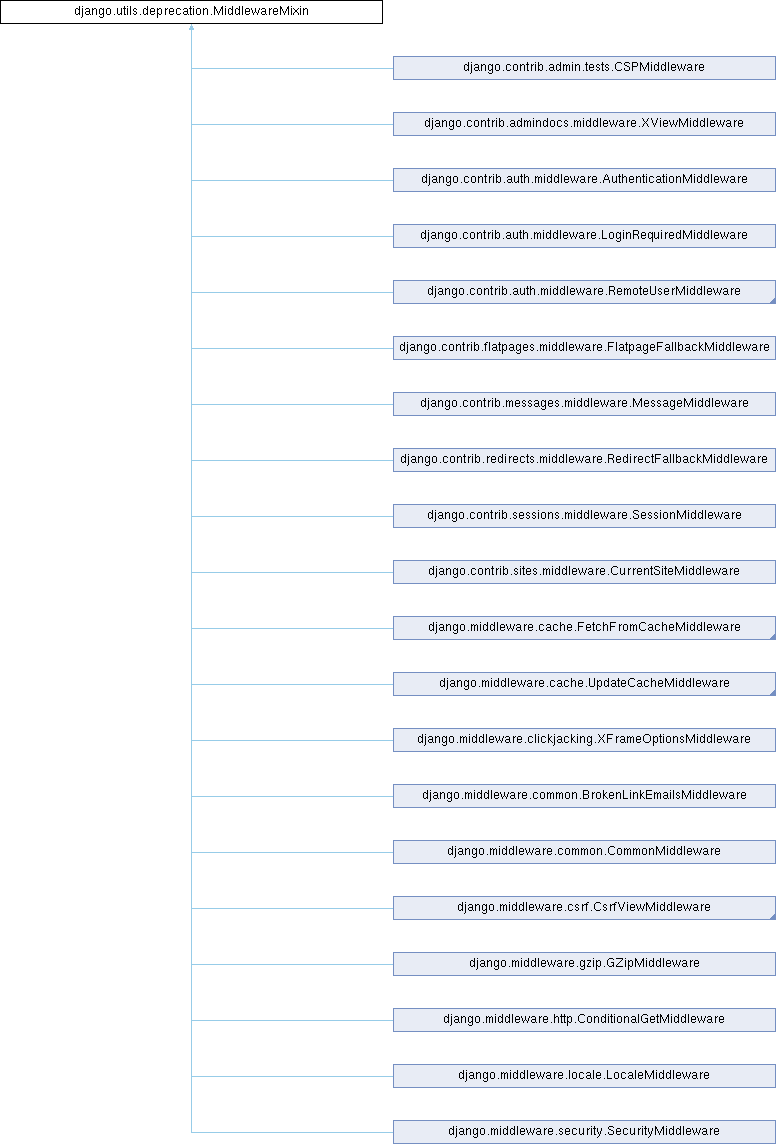 django.utils.deprecation.MiddlewareMixin
django.contrib.admin.tests.CSPMiddleware
django.contrib.admindocs.middleware.XViewMiddleware
django.contrib.auth.middleware.AuthenticationMiddleware
django.contrib.auth.middleware.LoginRequiredMiddleware
django.contrib.auth.middleware.RemoteUserMiddleware
django.contrib.flatpages.middleware.FlatpageFallbackMiddleware
django.contrib.messages.middleware.MessageMiddleware
django.contrib.redirects.middleware.RedirectFallbackMiddleware
django.contrib.sessions.middleware.SessionMiddleware
django.contrib.sites.middleware.CurrentSiteMiddleware
django.middleware.cache.FetchFromCacheMiddleware
django.middleware.cache.UpdateCacheMiddleware
django.middleware.clickjacking.XFrameOptionsMiddleware
django.middleware.common.BrokenLinkEmailsMiddleware
django.middleware.common.CommonMiddleware
django.middleware.csrf.CsrfViewMiddleware
django.middleware.gzip.GZipMiddleware
django.middleware.http.ConditionalGetMiddleware
django.middleware.locale.LocaleMiddleware
django.middleware.security.SecurityMiddleware